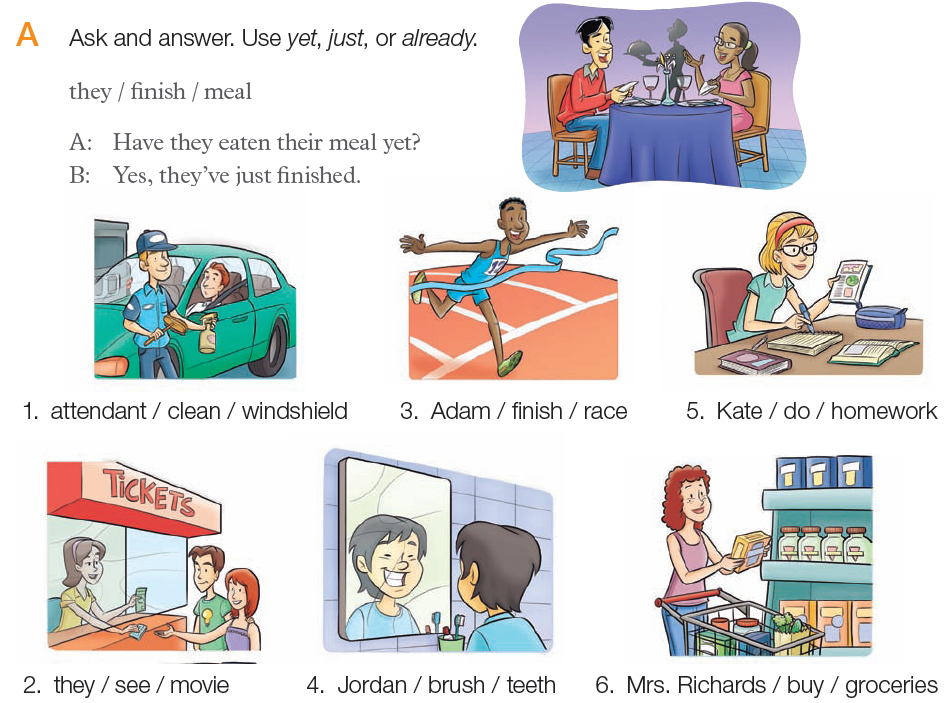 A Ask and answer. Use yet, just, or already.
they / finish / meal
A: Have they eaten their meal yet?
B: Yes, they've just finished.
1. attendant / clean / windshield
3. Adam / finish / race
5. Kate / do / homework
TiCKETS
2. they / see / movie
4. Jordan / brush / teeth
6. Mrs. Richards / buy / groceries